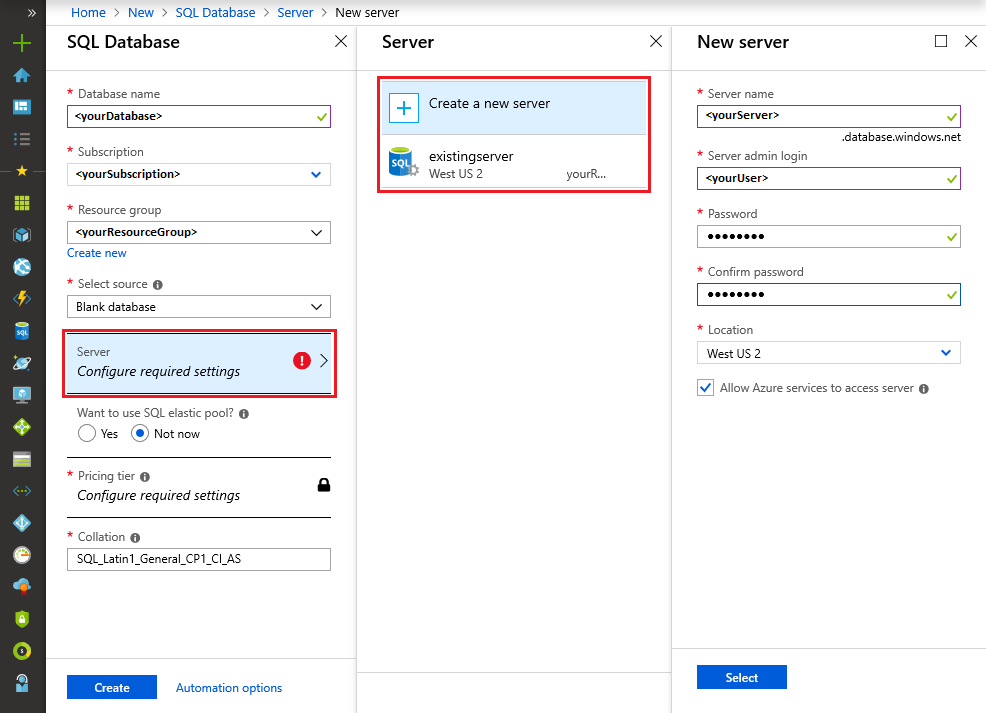 Home > New > SQL Database > Server > New server
SQL Database
* Database name
<yourDatabase>
* Subscription
<yourSubscription>
* Resource group
<yourResourceGroup>
Create new
* Select source
Blank database
Server
Configure required settings
Want to use SQL elastic pool?
Yes Not now
* Pricing tier
Configure required settings
* Collation
SQL_Latin1_General_CP1_CI_AS
Create Automation options
Server
Create a new server
SQL
existingserver
West US 2 yourR...
New server
* Server name
<yourServer>
.database.windows.net
* Server admin login
<yourUser>
* Password
••••••••
* Confirm password
••••••••
* Location
West US 2
Allow Azure services to access server
Select